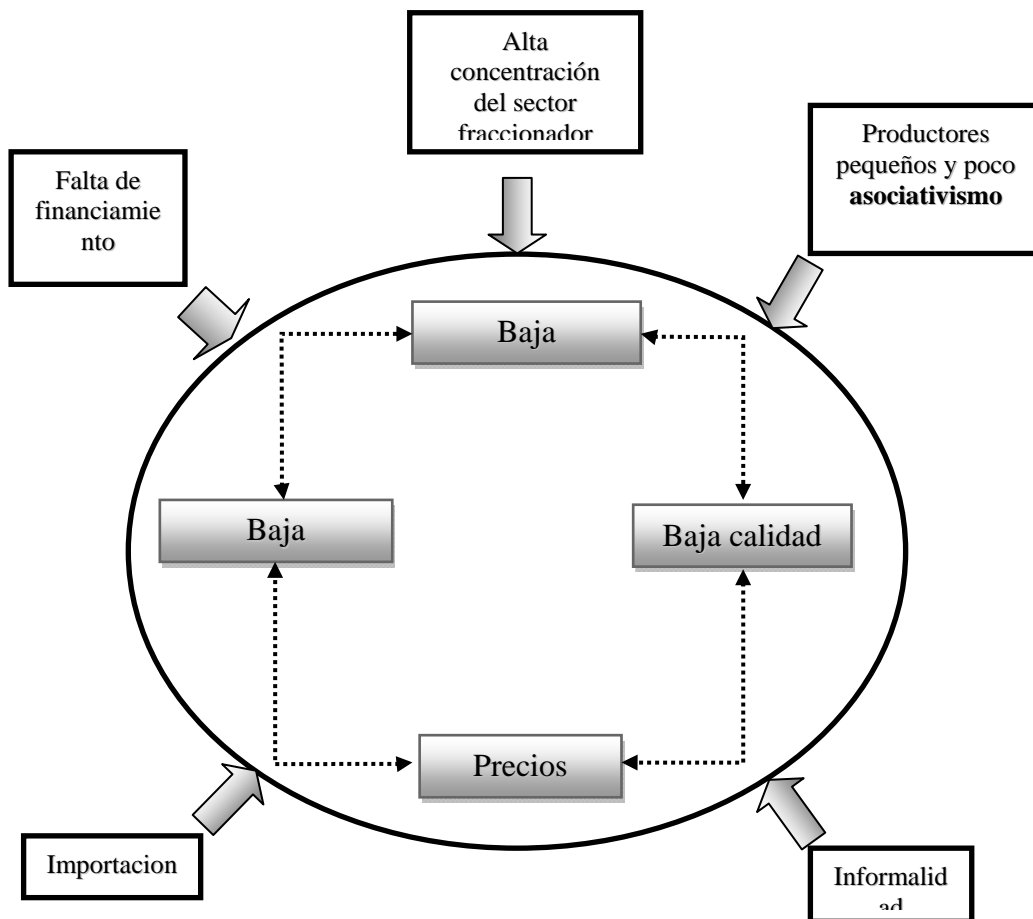 Alta
concentración
del sector
fraccionador
Productores
pequeños y poco
asociativismo
Falta de
financiamie
nto
Baja
Baja
Baja calidad
Precios
Importacion
Informalid
ad